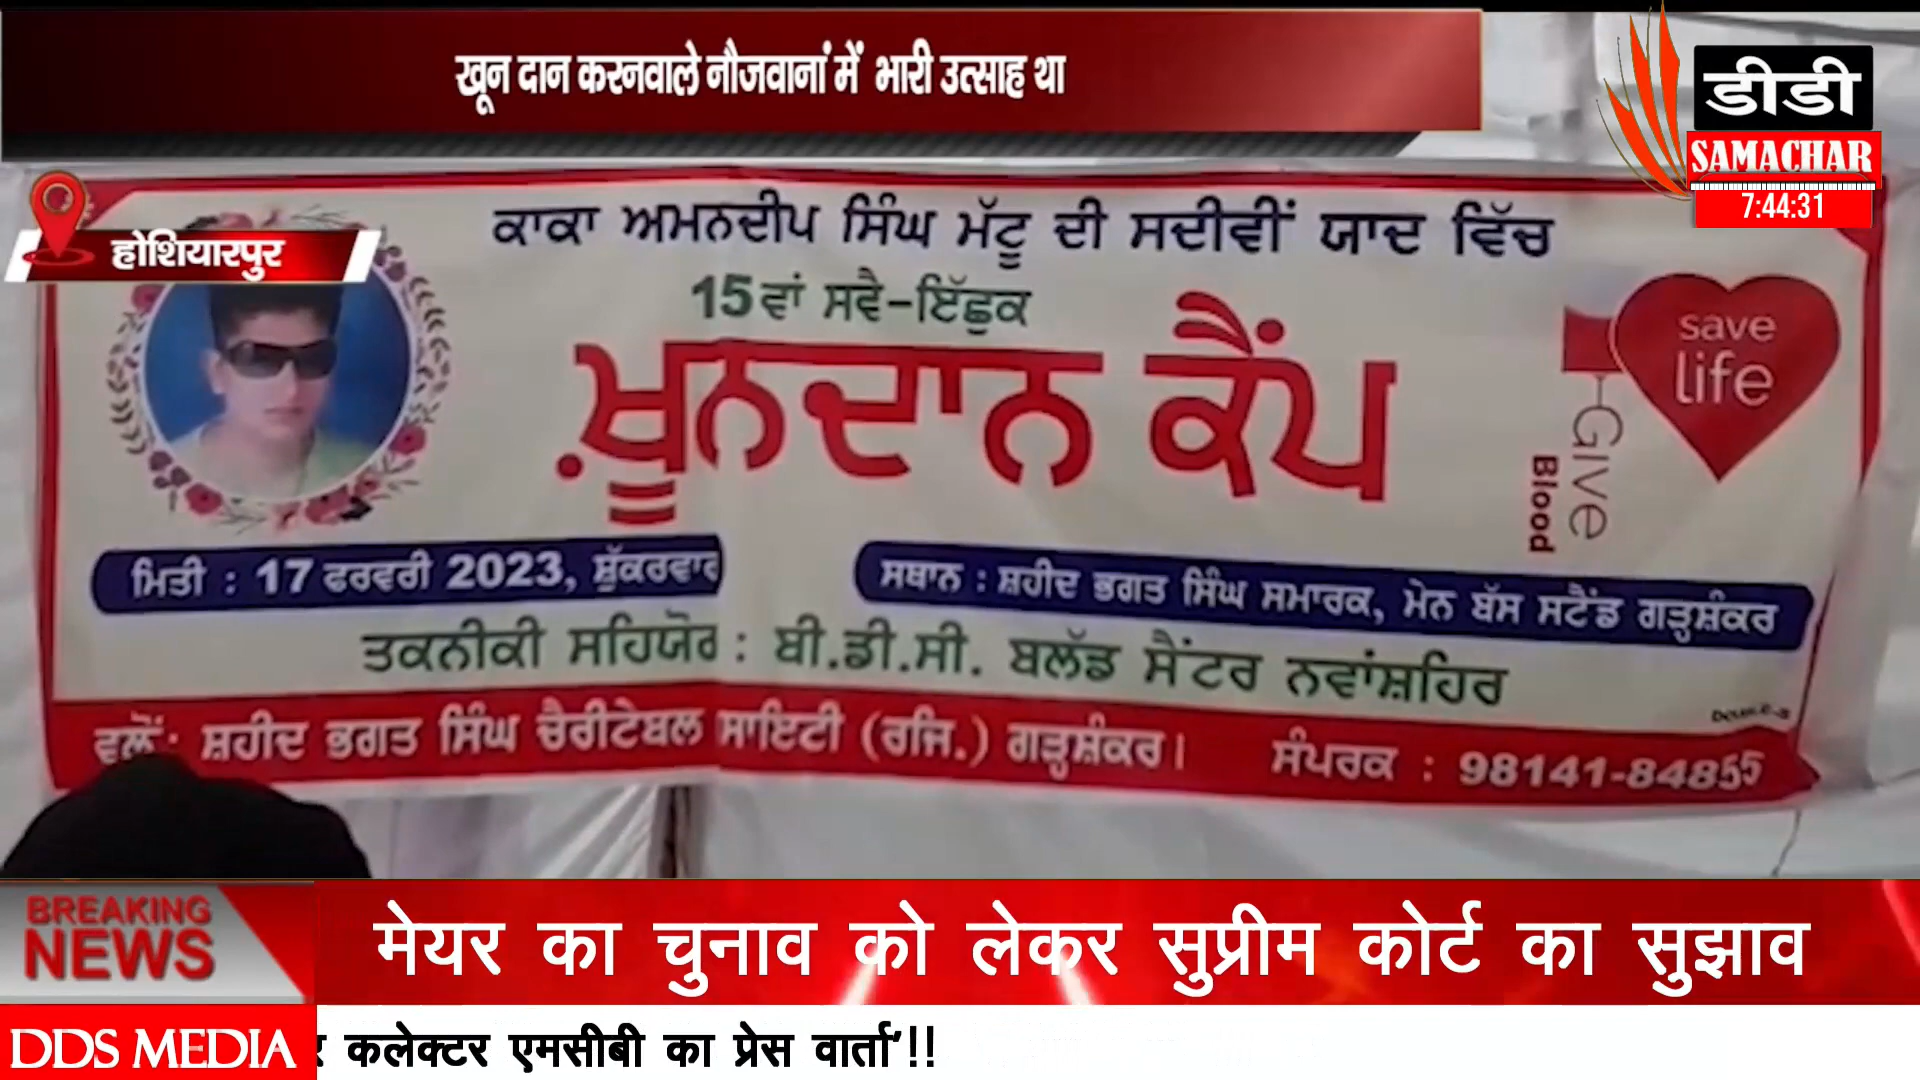 खून दान करनवाले नौजवानों में भारी उत्साह था
डीडी
SAMACHAR
7:44:31
होशियारपुर
ਕਾਕਾ ਅਮਨਦੀਪ ਸਿੰਘ ਮੱਟੂ ਦੀ ਸਦੀਵੀਂ ਯਾਦ ਵਿੱਚ
15ਵਾਂ ਸਵੈ-ਇੱਛੁਕ
ਖ਼ੂਨਦਾਨ ਕੈਂਪ
save
life
Give
Blood
ਮਿਤੀ : 17 ਫਰਵਰੀ 2023, ਸ਼ੁੱਕਰਵਾਰ
ਸਥਾਨ : ਸ਼ਹੀਦ ਭਗਤ ਸਿੰਘ ਸਮਾਰਕ, ਮੇਨ ਬੱਸ ਸਟੈਂਡ ਗੜ੍ਹਸ਼ੰਕਰ
ਤਕਨੀਕੀ ਸਹਿਯੋਗ : ਬੀ.ਡੀ.ਸੀ. ਬਲੱਡ ਸੈਂਟਰ ਨਵਾਂਸ਼ਹਿਰ
ਵਲੋਂ: ਸ਼ਹੀਦ ਭਗਤ ਸਿੰਘ ਚੈਰੀਟੇਬਲ ਸਾਇਟੀ (ਰਜਿ.) ਗੜ੍ਹਸ਼ੰਕਰ। ਸੰਪਰਕ : 98141-84855
BREAKING
NEWS
मेयर का चुनाव को लेकर सुप्रीम कोर्ट का सुझाव
DDS MEDIA
कलेक्टर एमसीबी का प्रेस वार्ता'!!